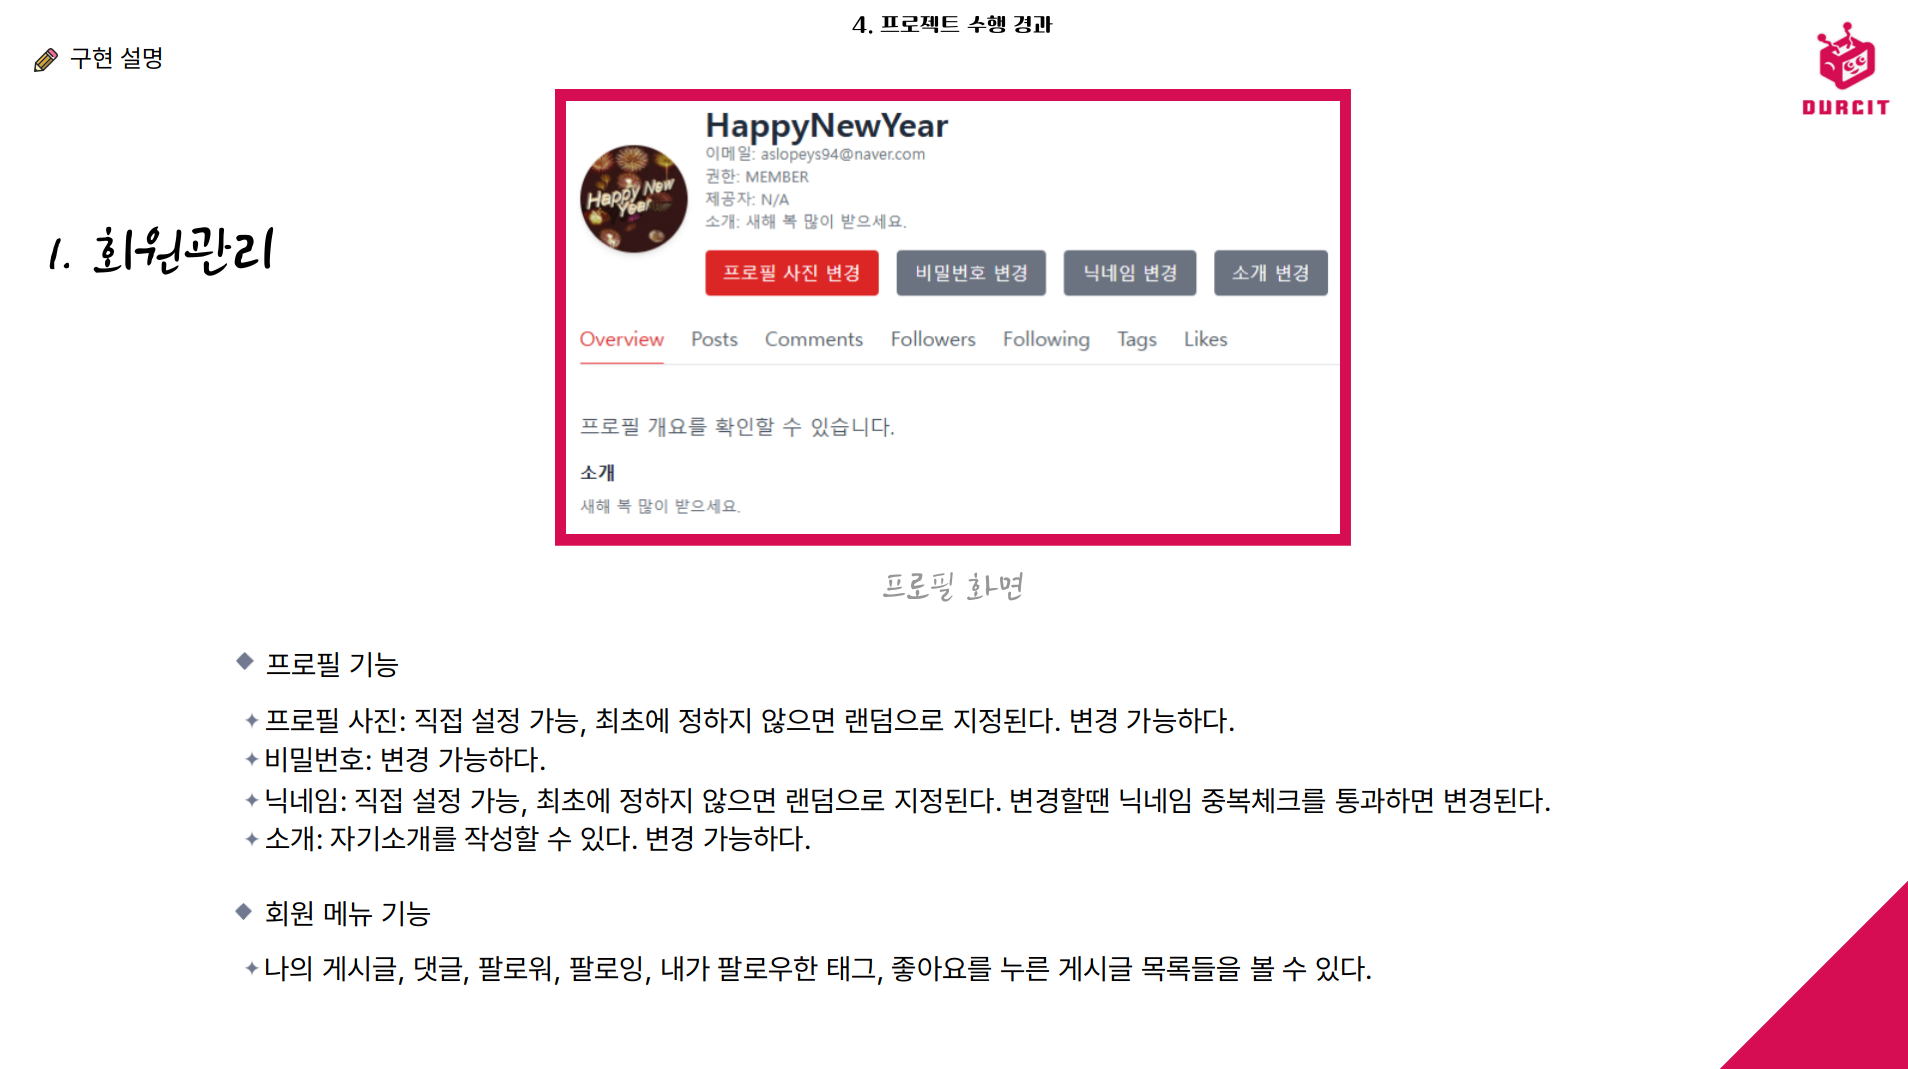 4. 프로젝트 수행 경과
구현 설명
DURCIT
1. 회원관리
HappyNewYear
이메일: aslopeys94@naver.com
권한: MEMBER
제공자: N/A
소개: 새해 복 많이 받으세요.
Happy New
Year
프로필 사진 변경 비밀번호 변경 닉네임 변경 소개 변경
Overview Posts Comments Followers Following Tags Likes
프로필 개요를 확인할 수 있습니다.
소개
새해 복 많이 받으세요.
프로필 화면
프로필 기능
프로필 사진: 직접 설정 가능, 최초에 정하지 않으면 랜덤으로 지정된다. 변경 가능하다.
비밀번호: 변경 가능하다.
닉네임: 직접 설정 가능, 최초에 정하지 않으면 랜덤으로 지정된다. 변경할땐 닉네임 중복체크를 통과하면 변경된다.
소개: 자기소개를 작성할 수 있다. 변경 가능하다.
회원 메뉴 기능
나의 게시글, 댓글, 팔로워, 팔로잉, 내가 팔로우한 태그, 좋아요를 누른 게시글 목록들을 볼 수 있다.